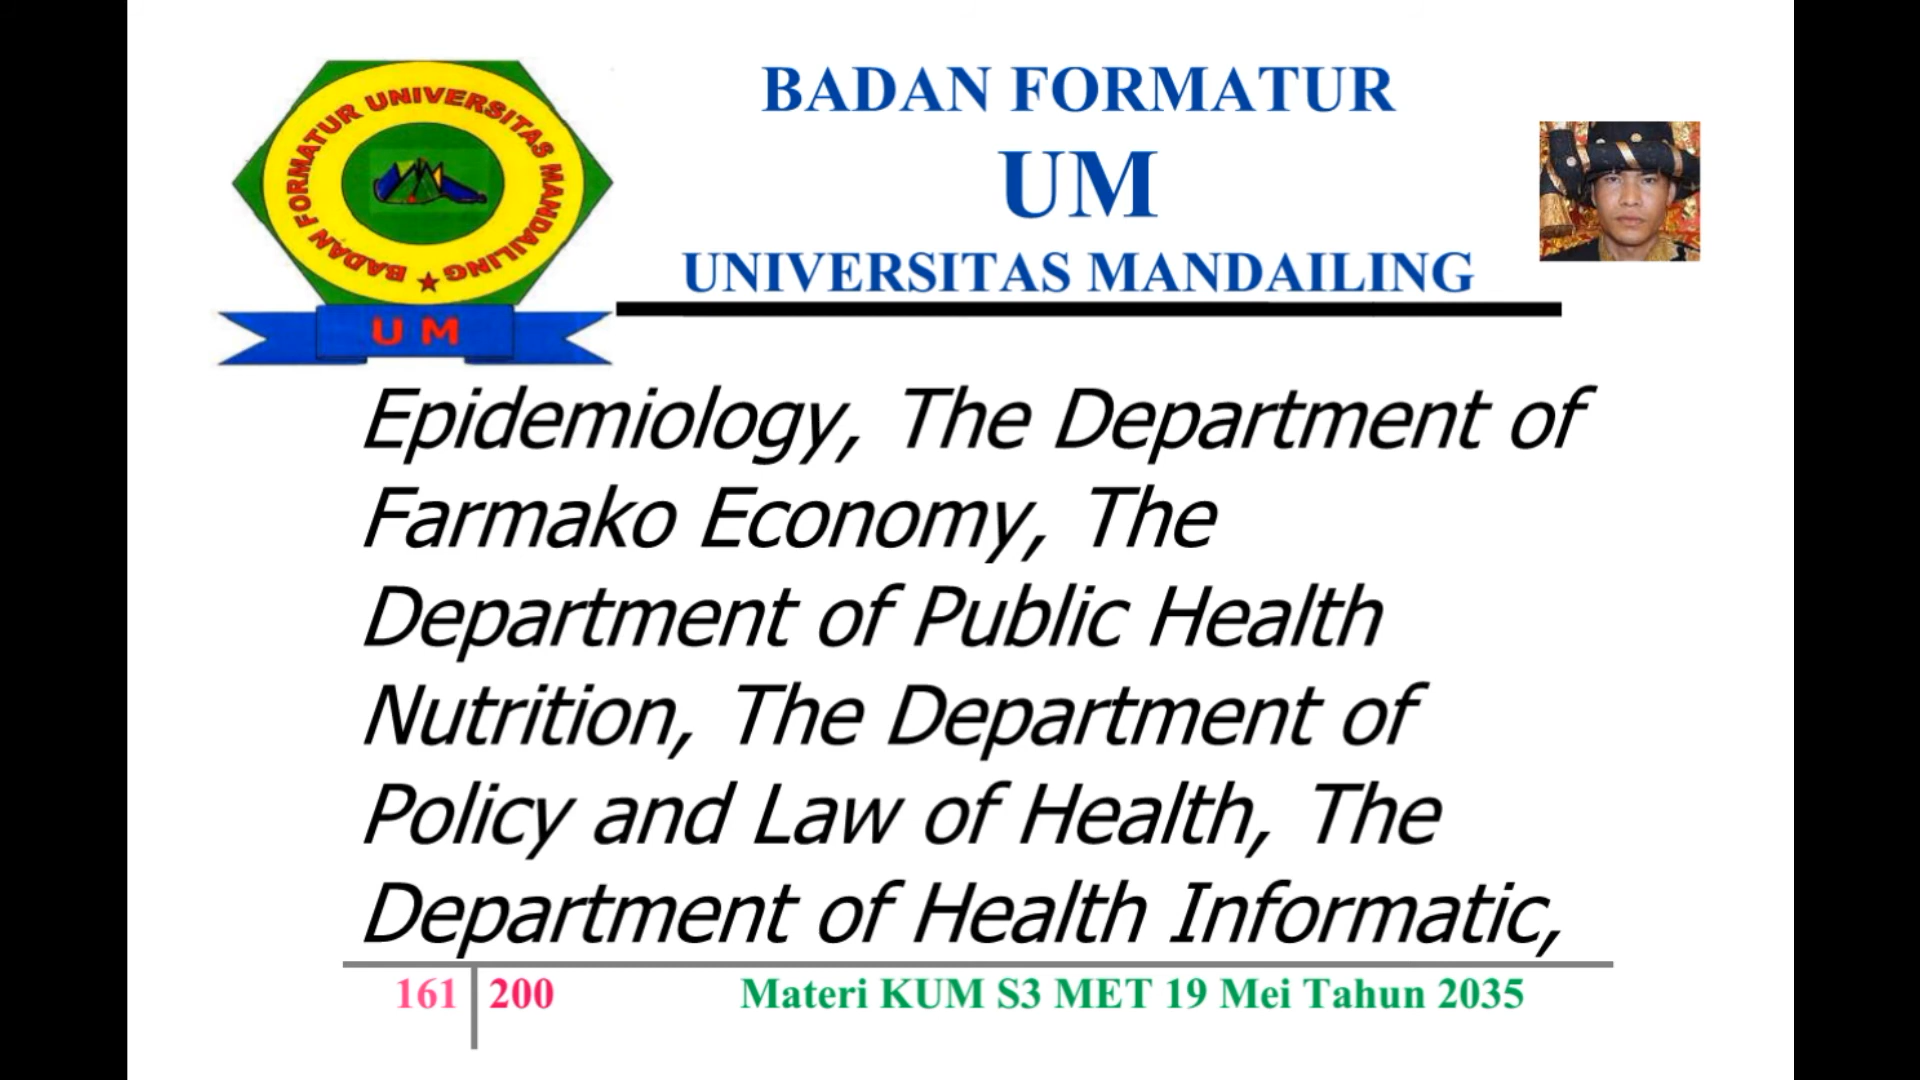 BADAN FORMATUR UNIVERSITAS MANDAILING
U M
BADAN FORMATUR
UM
UNIVERSITAS MANDAILING
Epidemiology, The Department of
Farmako Economy, The
Department of Public Health
Nutrition, The Department of
Policy and Law of Health, The
Department of Health Informatic,
161 200 Materi KUM S3 MET 19 Mei Tahun 2035